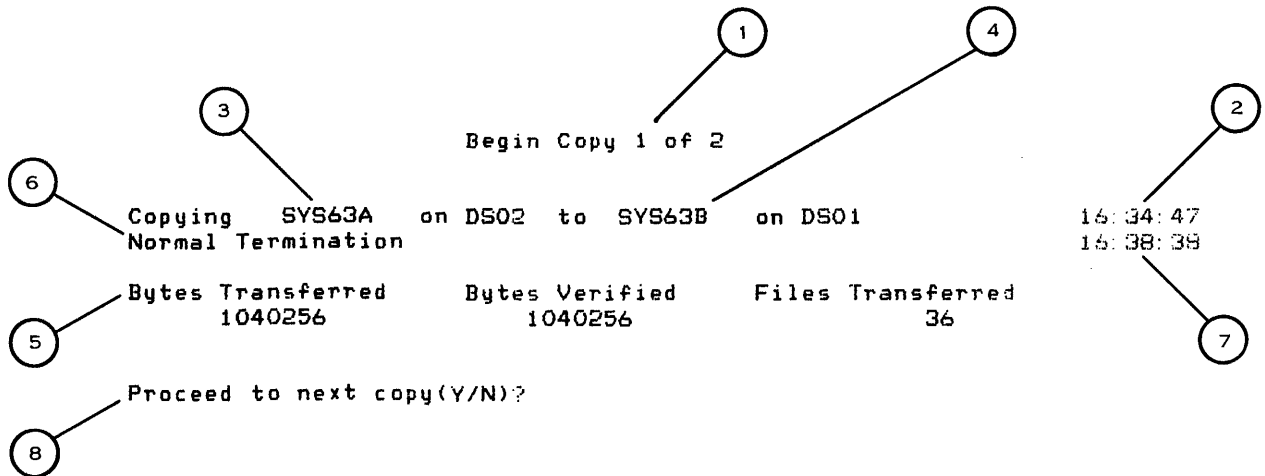 1
4
3
2
Begin Copy 1 of 2
6
Copying SYS63A on DS02 to SYS63B on DS01 16:34:47
Normal Termination 16:38:38
Bytes Transferred Bytes Verified Files Transferred
1040256 1040256 36
5
7
Proceed to next copy(Y/N)?
8